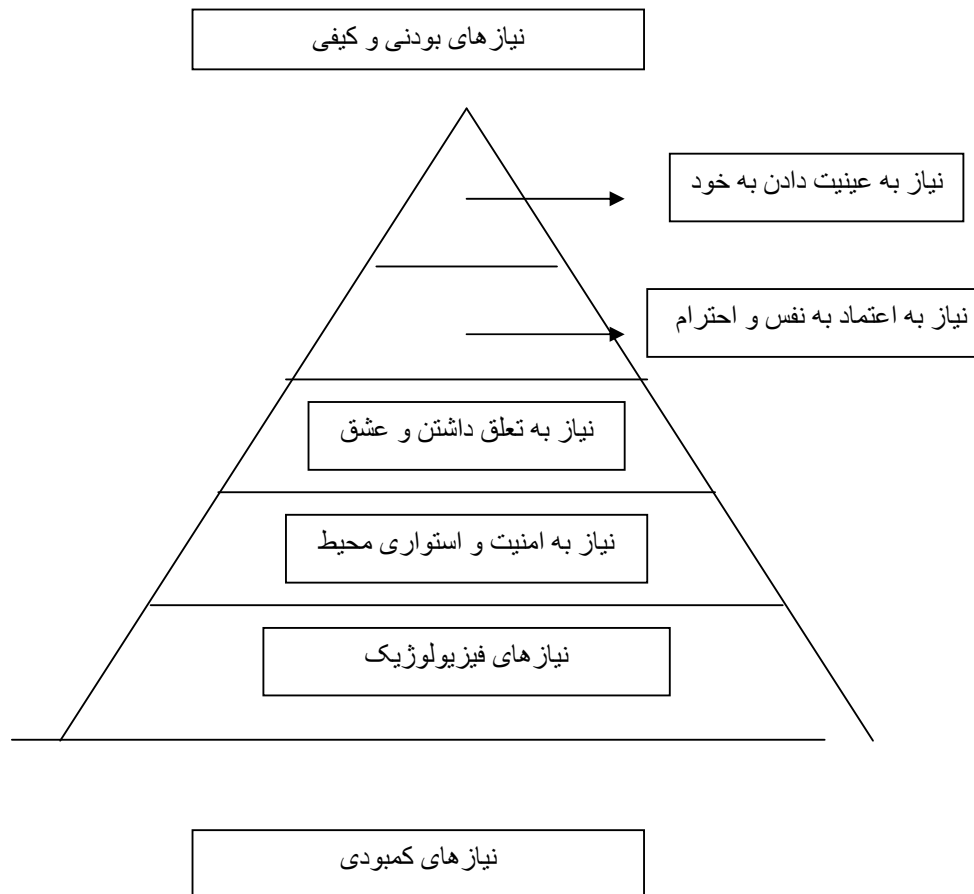 نیازهای بودنی و کیفی
نیاز به عینیت دادن به خود
نیاز به اعتماد به نفس و احترام
نیاز به تعلق داشتن و عشق
نیاز به امنیت و استواری محیط
نیازهای فیزیولوژیک
نیازهای کمبودی